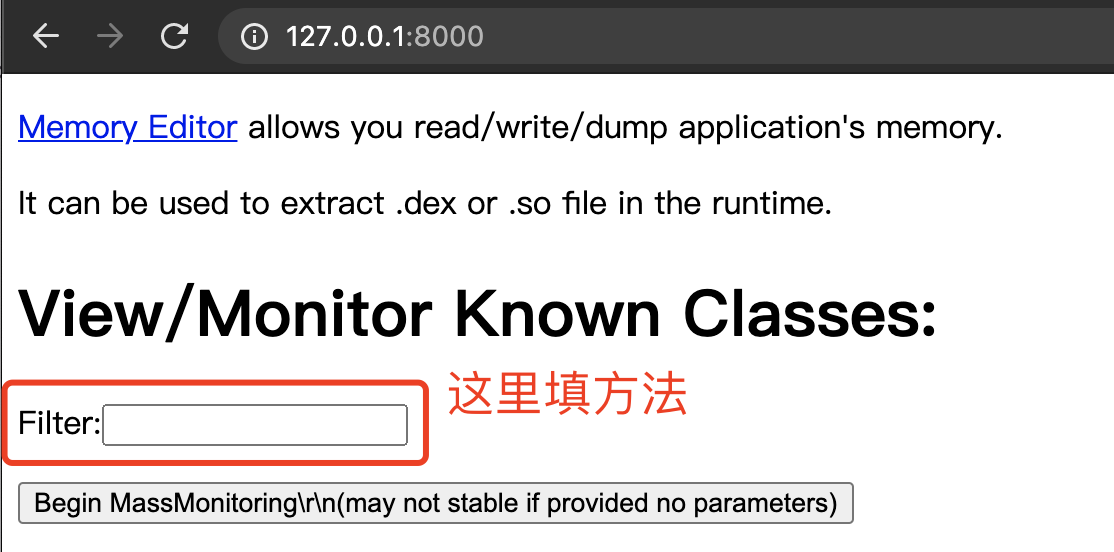 127.0.0.1:8000
Memory Editor allows you read/write/dump application's memory.
It can be used to extract .dex or .so file in the runtime.
View/Monitor Known Classes:
这里填方法
Filter:
Begin MassMonitoring\r\n(may not stable if provided no parameters)